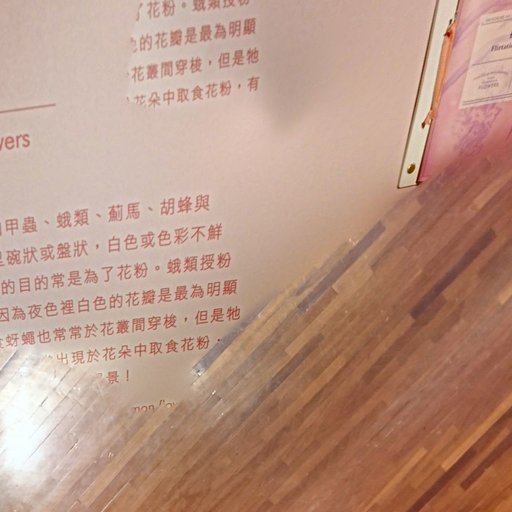 了花粉。蛾類授粉
的花瓣是最為明顯
花叢間穿梭，但是牠
花朵中取食花粉，有
yers
甲蟲、蛾類、薊馬、胡蜂與
碗狀或盤狀，白色或色彩不鮮
的目的常是為了花粉。蛾類授粉
因為夜色裡白色的花瓣是最為明顯
蚜蠅也常常於花叢間穿梭，但是牠
出現於花朵中取食花粉，
景！
Flirtatio
FLOWERS